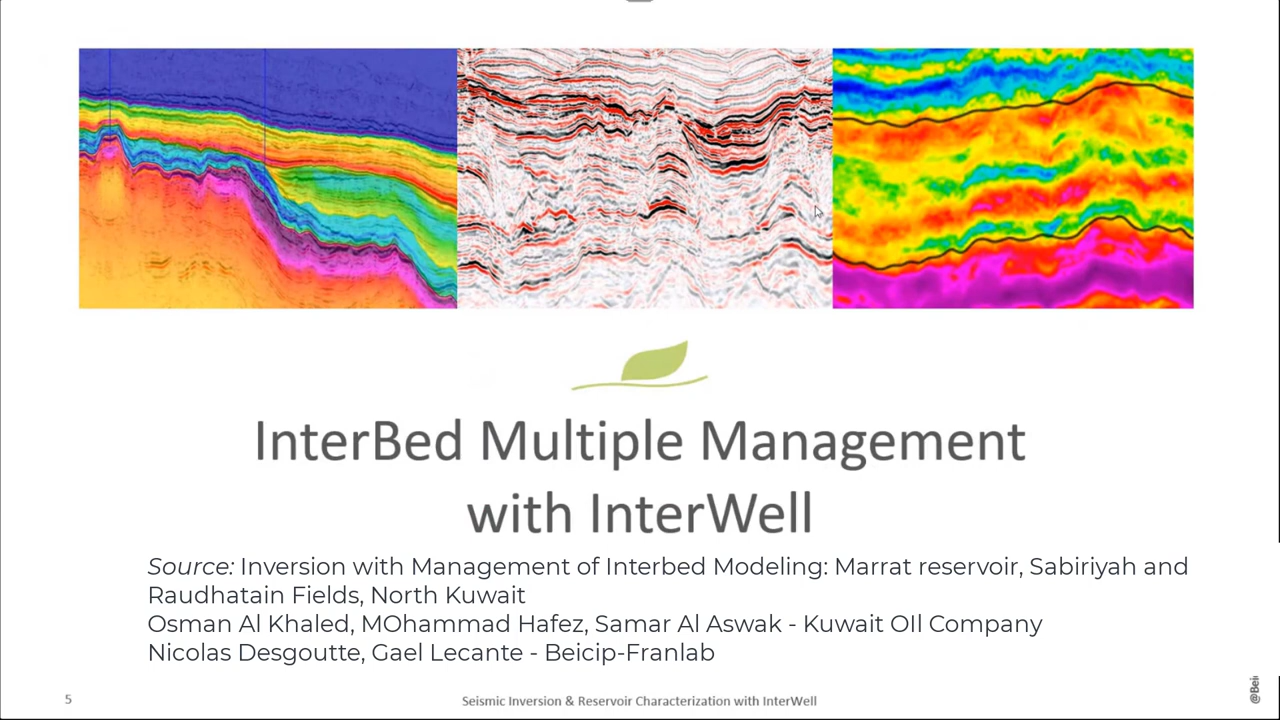 InterBed Multiple Management
with InterWell
Source: Inversion with Management of Interbed Modeling: Marrat reservoir, Sabiriyah and
Raudhatain Fields, North Kuwait
Osman Al Khaled, MOhammad Hafez, Samar Al Aswak - Kuwait OIl Company
Nicolas Desgoutte, Gael Lecante - Beicip-Franlab
5
Seismic Inversion & Reservoir Characterization with InterWell
@Bei